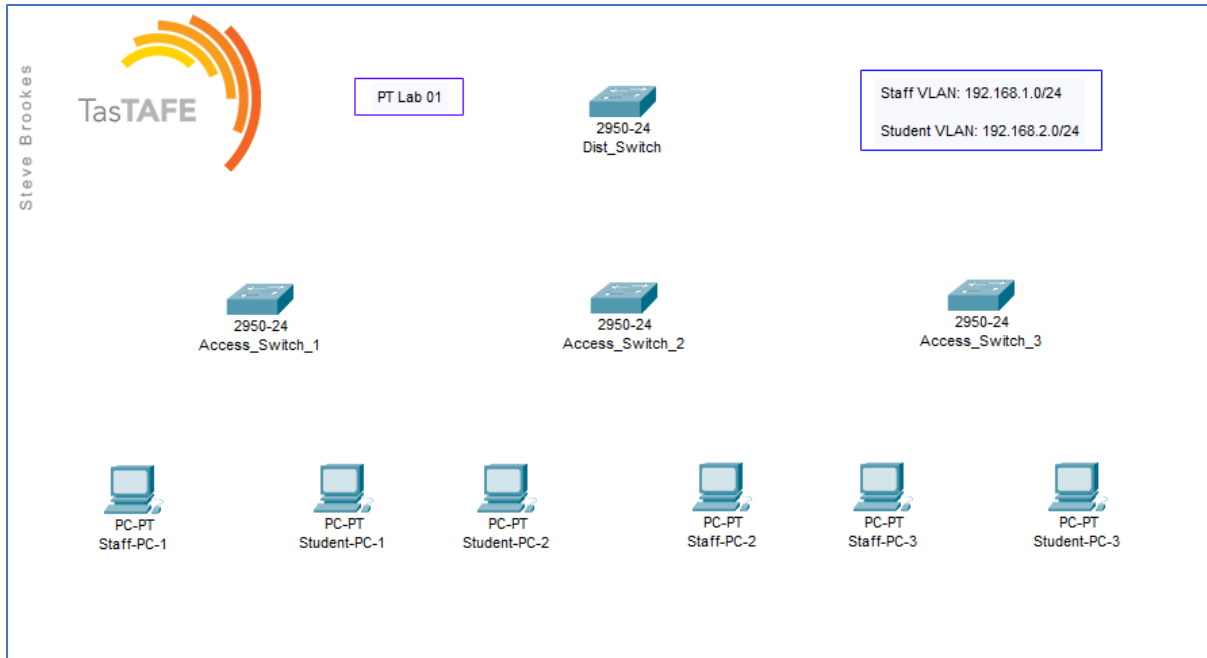 Steve Brookes
TasTAFE
PT Lab 01
2950-24
Dist_Switch
Staff VLAN: 192.168.1.0/24
Student VLAN: 192.168.2.0/24
2950-24
Access_Switch_1
2950-24
Access_Switch_2
2950-24
Access_Switch_3
PC-PT
Staff-PC-1
PC-PT
Student-PC-1
PC-PT
Student-PC-2
PC-PT
Staff-PC-2
PC-PT
Staff-PC-3
PC-PT
Student-PC-3